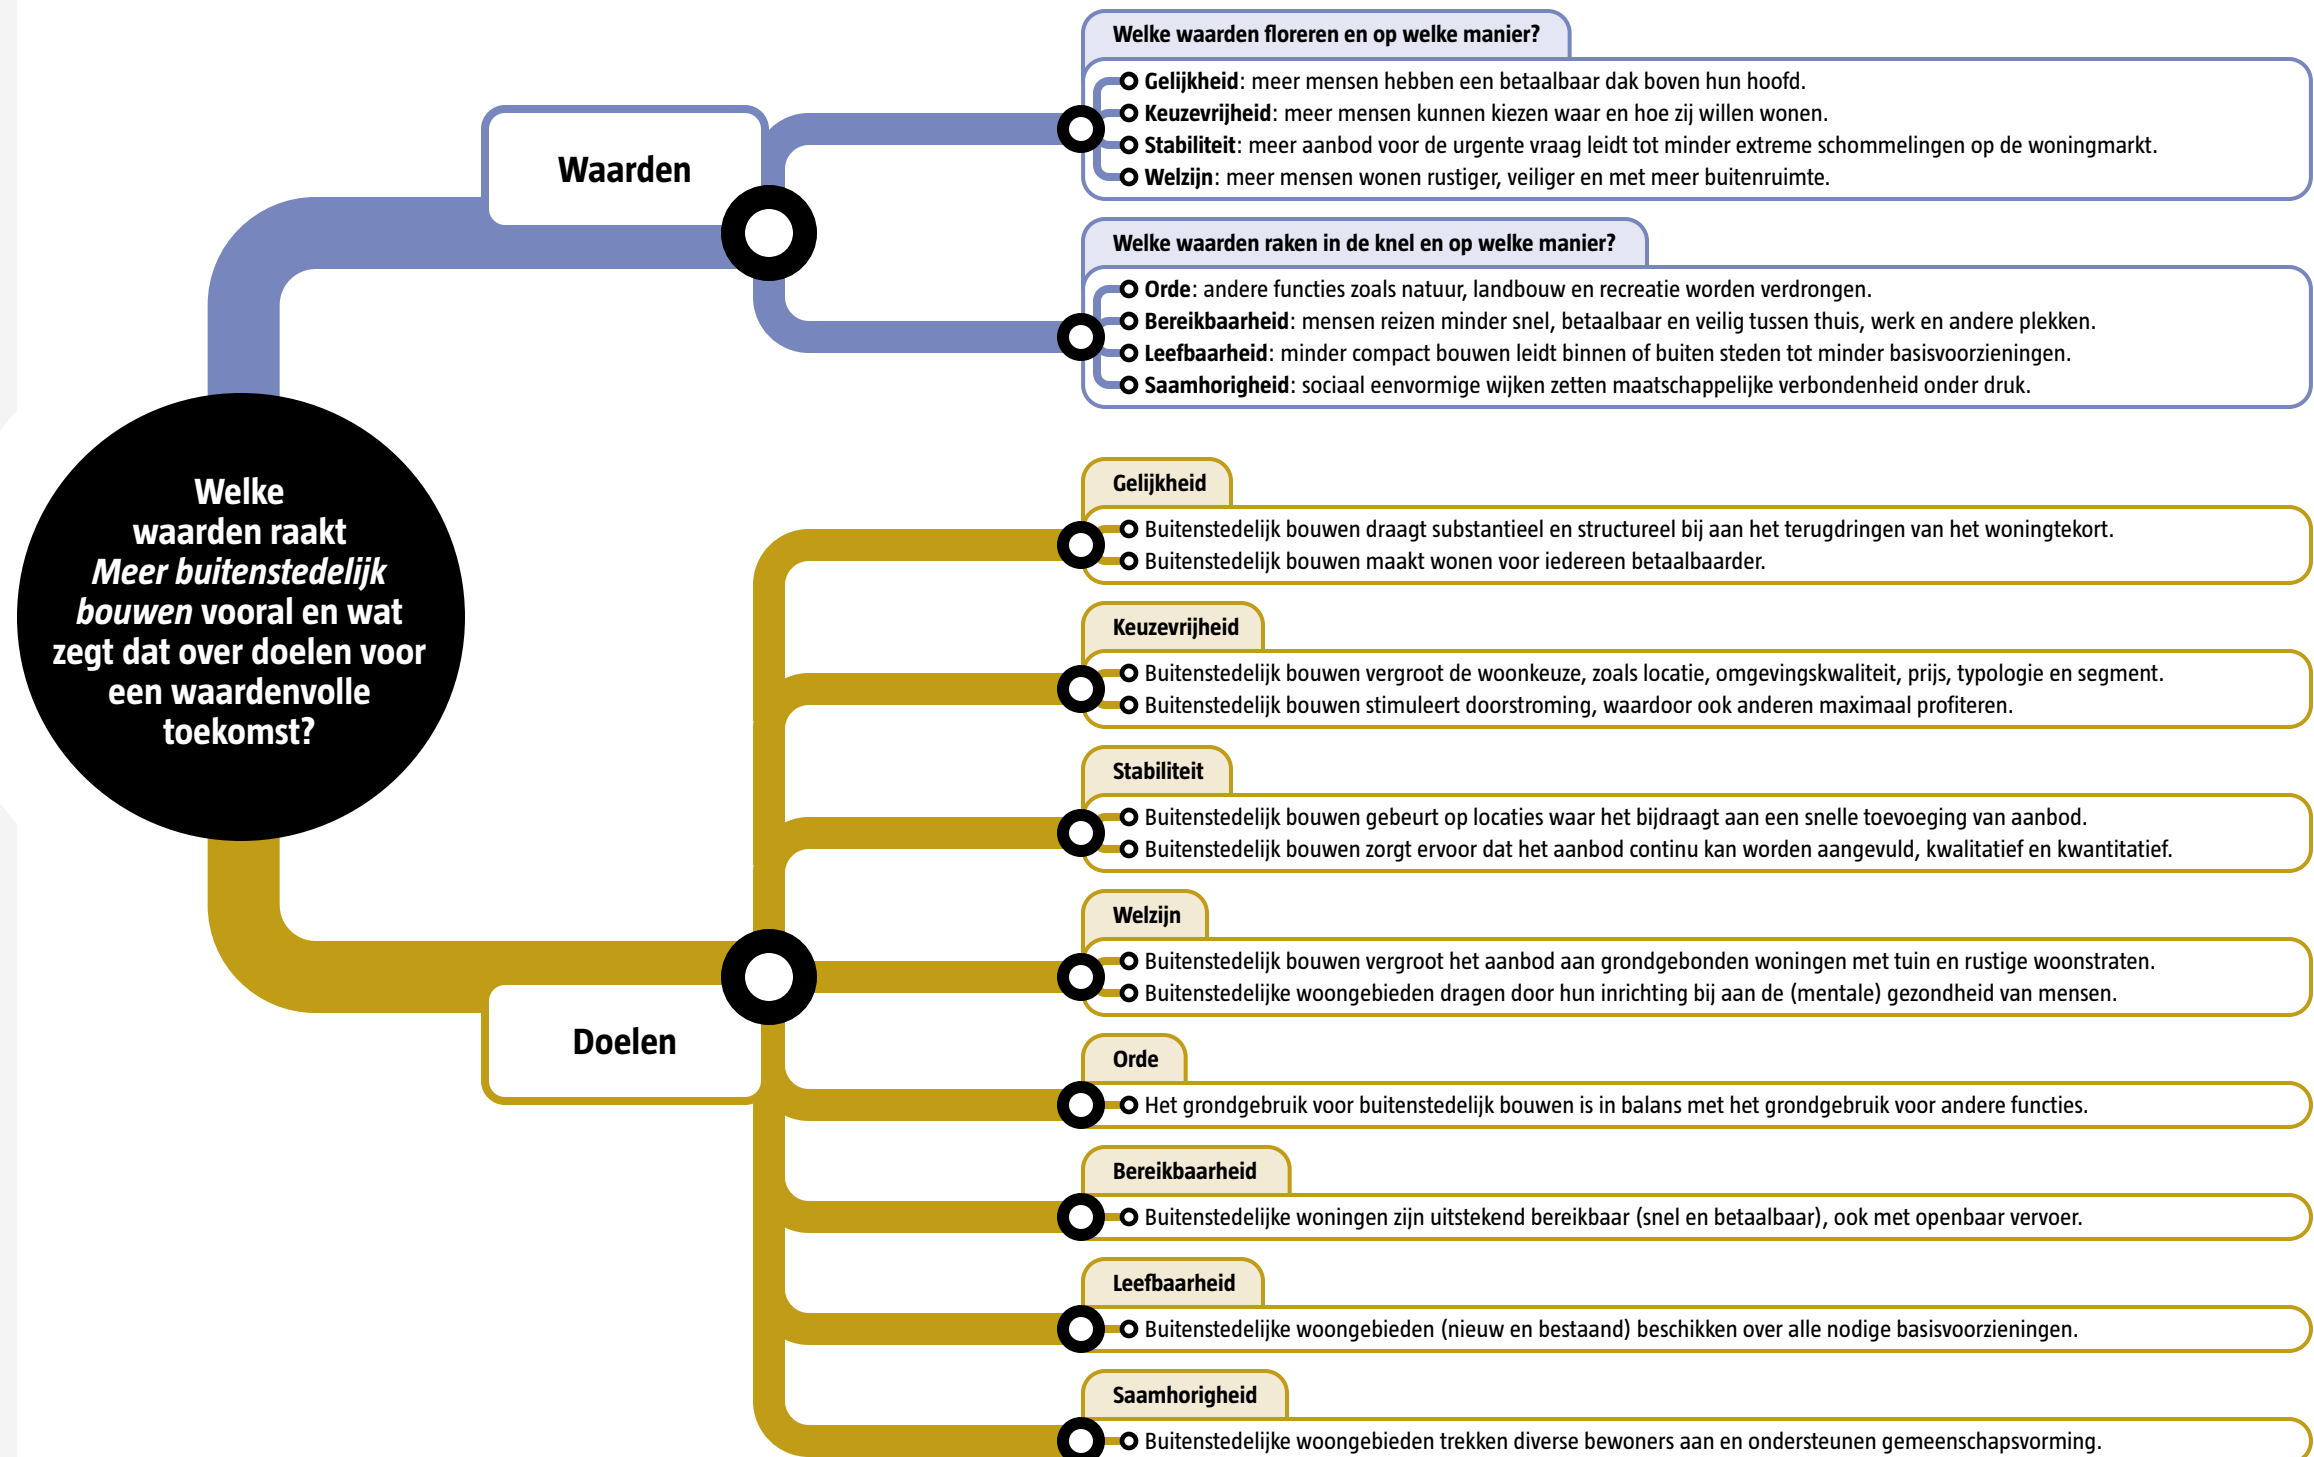 Welke
waarden raakt
Meer buitenstedelijk
bouwen vooral en wat
zegt dat over doelen voor
een waardenvolle
toekomst?
Waarden
Welke waarden floreren en op welke manier?
Gelijkheid: meer mensen hebben een betaalbaar dak boven hun hoofd.
Keuzevrijheid: meer mensen kunnen kiezen waar en hoe zij willen wonen.
Stabiliteit: meer aanbod voor de urgente vraag leidt tot minder extreme schommelingen op de woningmarkt.
Welzijn: meer mensen wonen rustiger, veiliger en met meer buitenruimte.
Welke waarden raken in de knel en op welke manier?
Orde: andere functies zoals natuur, landbouw en recreatie worden verdrongen.
Bereikbaarheid: mensen reizen minder snel, betaalbaar en veilig tussen thuis, werk en andere plekken.
Leefbaarheid: minder compact bouwen leidt binnen of buiten steden tot minder basisvoorzieningen.
Saamhorigheid: sociaal eenvormige wijken zetten maatschappelijke verbondenheid onder druk.
Doelen
Gelijkheid
Buitenstedelijk bouwen draagt substantieel en structureel bij aan het terugdringen van het woningtekort.
Buitenstedelijk bouwen maakt wonen voor iedereen betaalbaarder.
Keuzevrijheid
Buitenstedelijk bouwen vergroot de woonkeuze, zoals locatie, omgevingskwaliteit, prijs, typologie en segment.
Buitenstedelijk bouwen stimuleert doorstroming, waardoor ook anderen maximaal profiteren.
Stabiliteit
Buitenstedelijk bouwen gebeurt op locaties waar het bijdraagt aan een snelle toevoeging van aanbod.
Buitenstedelijk bouwen zorgt ervoor dat het aanbod continu kan worden aangevuld, kwalitatief en kwantitatief.
Welzijn
Buitenstedelijk bouwen vergroot het aanbod aan grondgebonden woningen met tuin en rustige woonstraten.
Buitenstedelijke woongebieden dragen door hun inrichting bij aan de (mentale) gezondheid van mensen.
Orde
Het grondgebruik voor buitenstedelijk bouwen is in balans met het grondgebruik voor andere functies.
Bereikbaarheid
Buitenstedelijke woningen zijn uitstekend bereikbaar (snel en betaalbaar), ook met openbaar vervoer.
Leefbaarheid
Buitenstedelijke woongebieden (nieuw en bestaand) beschikken over alle nodige basisvoorzieningen.
Saamhorigheid
Buitenstedelijke woongebieden trekken diverse bewoners aan en ondersteunen gemeenschapsvorming.